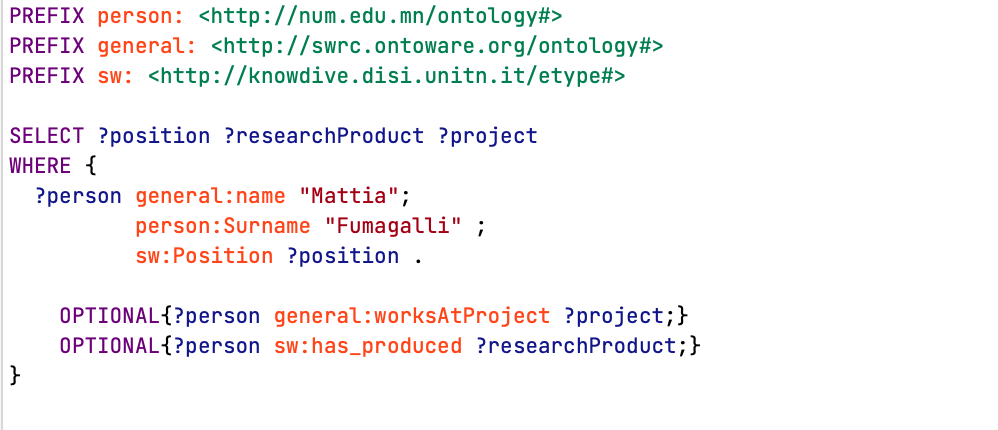 PREFIX person: <http://num.edu.mn/ontology#>
PREFIX general: <http://swrc.ontoware.org/ontology#>
PREFIX sw: <http://knowdive.disi.unitn.it/etype#>

SELECT ?position ?researchProduct ?project
WHERE {
  ?person general:name "Mattia";
          person:Surname "Fumagalli" ;
          sw:Position ?position .

    OPTIONAL{?person general:worksAtProject ?project;}
    OPTIONAL{?person sw:has_produced ?researchProduct;}
}